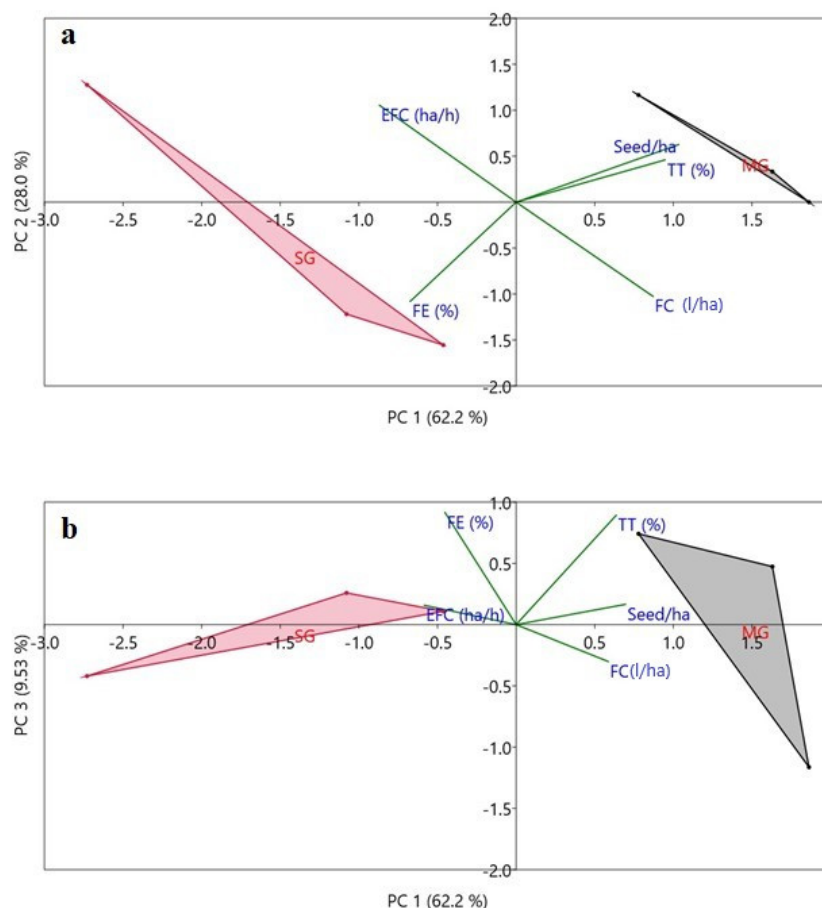 a
2.0
1.5
1.0
0.5
-3.0 -2.5 -2.0 -1.5 -1.0 -0.5 0.5 1.0 1.5
-0.5
-1.0
-1.5
-2.0
EFC (ha/h)
Seed/ha
TT (%)
MG
SG
FE (%)
FC (l/ha)
PC 2 (28.0 %)
PC 1 (62.2 %)
b
1.0
0.5
-3.0 -2.5 -2.0 -1.5 -1.0 -0.5 0.5 1.0 1.5
-0.5
-1.0
-1.5
-2.0
FE (%)
TT (%)
EFC (ha/h)
Seed/ha
SG
MG
FC(l/ha)
PC 3 (9.53 %)
PC 1 (62.2 %)